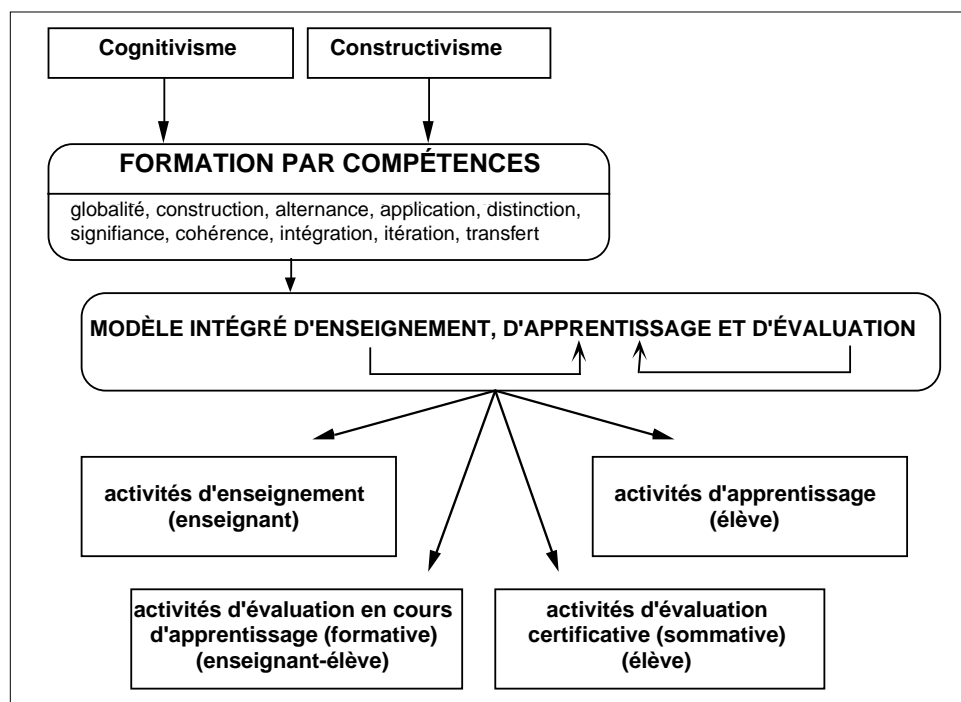 Cognitivisme
Constructivisme
FORMATION PAR COMPÉTENCES
globalité, construction, alternance, application, distinction,
signifiance, cohérence, intégration, itération, transfert
MODÈLE INTÉGRÉ D'ENSEIGNEMENT, D'APPRENTISSAGE ET D'ÉVALUATION
activités d'enseignement
(enseignant)
activités d'apprentissage
(élève)
activités d'évaluation en cours
d'apprentissage (formative)
(enseignant-élève)
activités d'évaluation
certificative (sommative)
(élève)